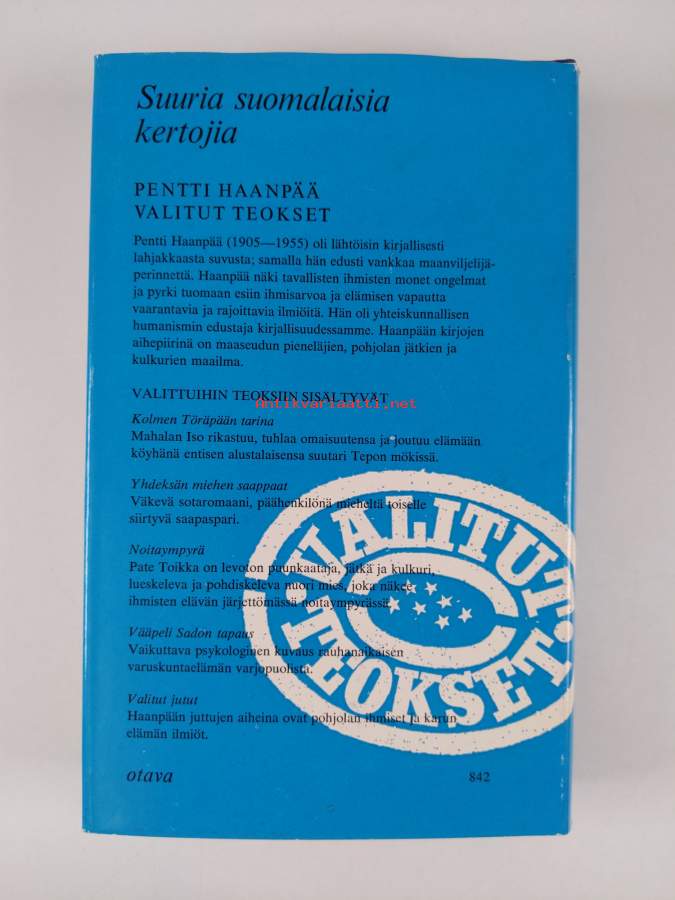 Suuria suomalaisia
kertojia
PENTTI HAANPÄÄ
VALITUT TEOKSET
Pentti Haanpää (1905—1955) oli lähtöisin kirjallisesti
lahjakkaasta suvusta; samalla hän edusti vankkaa maanviljelijä-
perinnettä. Haanpää näki tavallisten ihmisten monet ongelmat
ja pyrki tuomaan esiin ihmisarvoa ja elämisen vapautta
vaarantavia ja rajoittavia ilmiöitä. Hän oli yhteiskunnallisen
humanismin edustaja kirjallisuudessamme. Haanpään kirjojen
aihepiirinä on maaseudun pieneläjien, pohjolan jätkien ja
kulkurien maailma.
VALITTUIHIN TEOKSIIN SISÄLTYVÄT
Antikvariaatti.net
Kolmen Töräpään tarina
Mahalan Iso rikastuu, tuhlaa omaisuutensa ja joutuu elämään
köyhänä entisen alustalaisensa suutari Tepon mökissä.
Yhdeksän miehen saappaat
Väkevä sotaromaani, päähenkilönä mieheltä toiselle
siirtyvä saapaspari.
Noitaympyrä
Pate Toikka on levoton puunkaataja, jätkä ja kulkuri,
lueskeleva ja pohdiskeleva nuori mies, joka näkee
ihmisten elävän järjettömässä noitaympyrässä.
Vääpeli Sadon tapaus
Vaikuttava psykologinen kuvaus rauhanaikaisen
varuskuntaelämän varjopuolista.
Valitut jutut
Haanpään juttujen aiheina ovat pohjolan ihmiset ja karun
elämän ilmiöt.
VALITUT
TEOKSET
otava
842